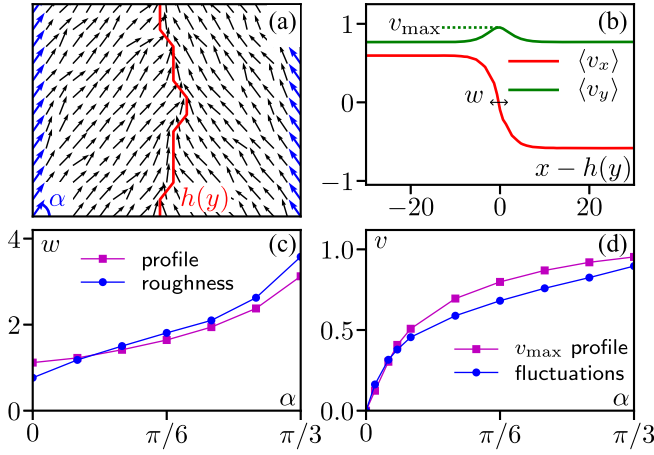 (a)
α
h(y)
(b)
1
0
−1
v_max
w
⟨v_x⟩
⟨v_y⟩
x − h(y)
−20
0
20
(c)
w
4
2
0
profile
roughness
α
0
π/6
π/3
(d)
v
1.0
0.5
0.0
v_max profile
fluctuations
α
0
π/6
π/3